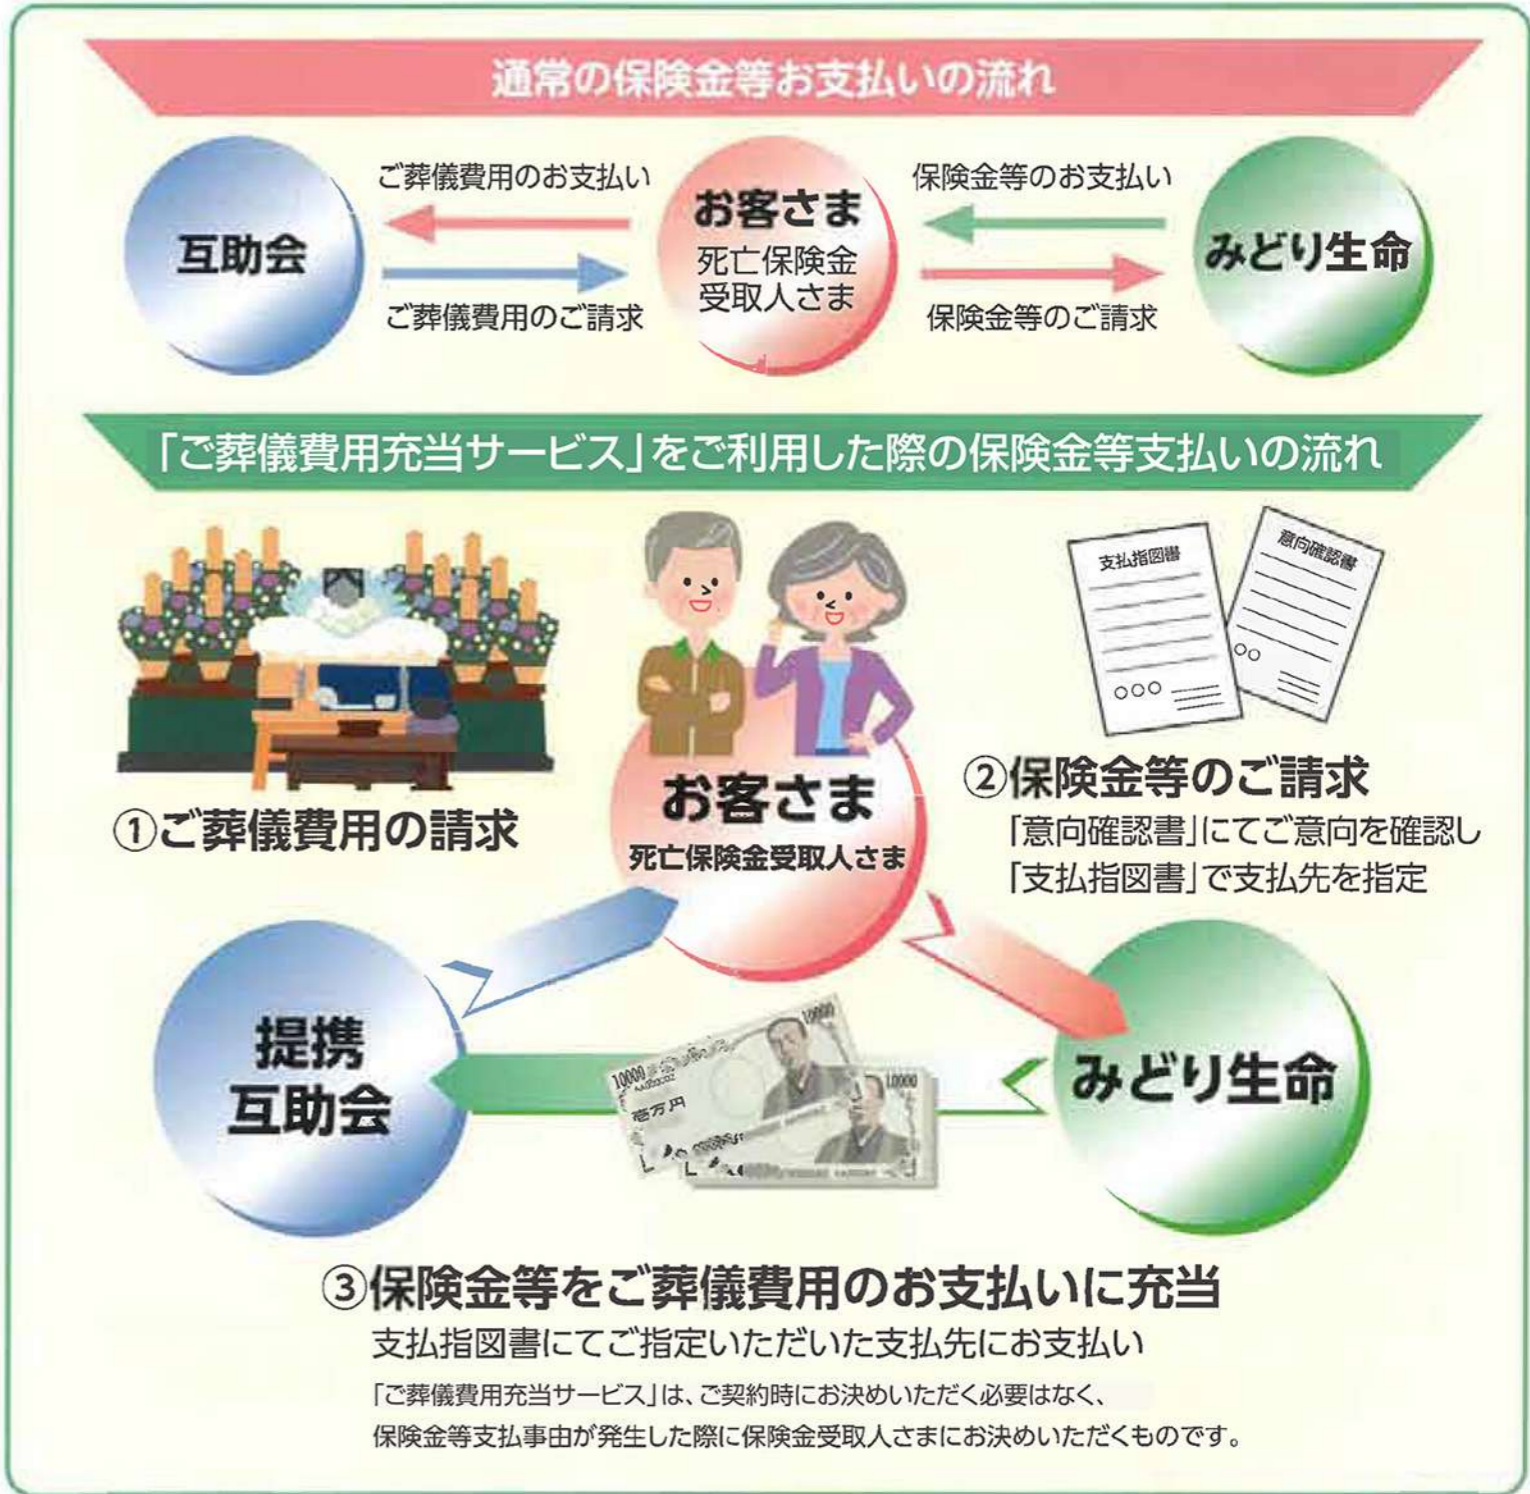 通常の保険金等お支払いの流れ
互助会
ご葬儀費用のお支払い
ご葬儀費用のご請求
お客さま
死亡保険金
受取人さま
保険金等のお支払い
保険金等のご請求
みどり生命
「ご葬儀費用充当サービス」をご利用した際の保険金等支払いの流れ
支払指図書
○○○
意向確認書
○○
①ご葬儀費用の請求
お客さま
死亡保険金受取人さま
②保険金等のご請求
「意向確認書」にてご意向を確認し
「支払指図書」で支払先を指定
提携
互助会
10000
10000
壱万円
10000
みどり生命
③保険金等をご葬儀費用のお支払いに充当
支払指図書にてご指定いただいた支払先にお支払い
「ご葬儀費用充当サービス」は、ご契約時にお決めいただく必要はなく、
保険金等支払事由が発生した際に保険金受取人さまにお決めいただくものです。